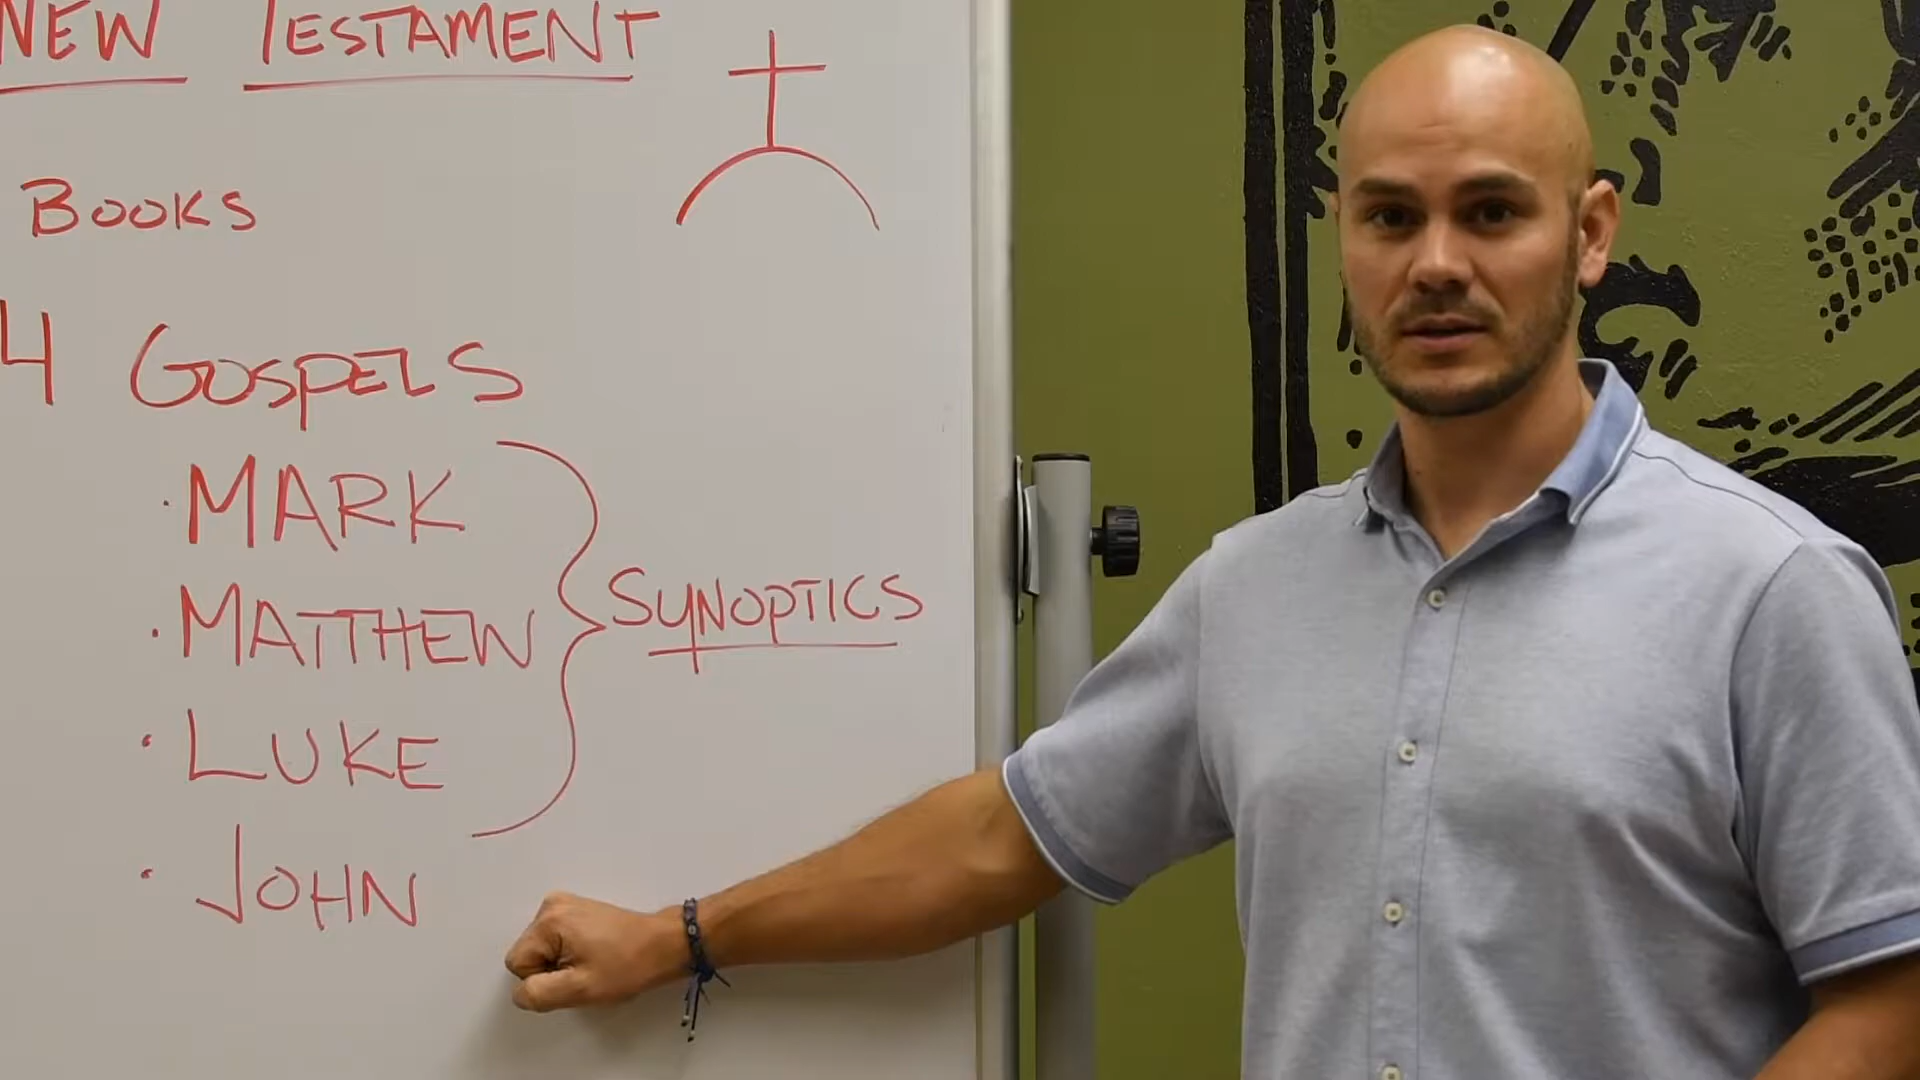 NEW TESTAMENT
BOOKS
4 GOSPELS
· MARK
· MATTHEW
SYNOPTICS
· LUKE
· JOHN